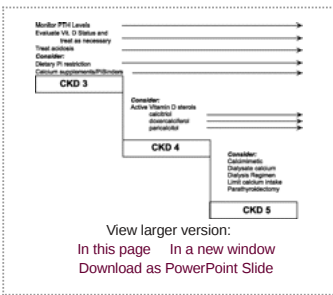 Monitor PTH Levels
Evaluate Vit. D Status and
treat as necessary
Treat acidosis
Consider:
Dietary Pi restriction
Calcium supplements/PiBinders
CKD 3
Consider:
Active Vitamin D sterols
calcitriol
doxercalciferol
paricalcitol
CKD 4
Consider:
Calcimimetic
Dialysate calcium
Dialysis Regimen
Limit calcium intake
Parathyroidectomy
CKD 5
View larger version:
In this page In a new window
Download as PowerPoint Slide